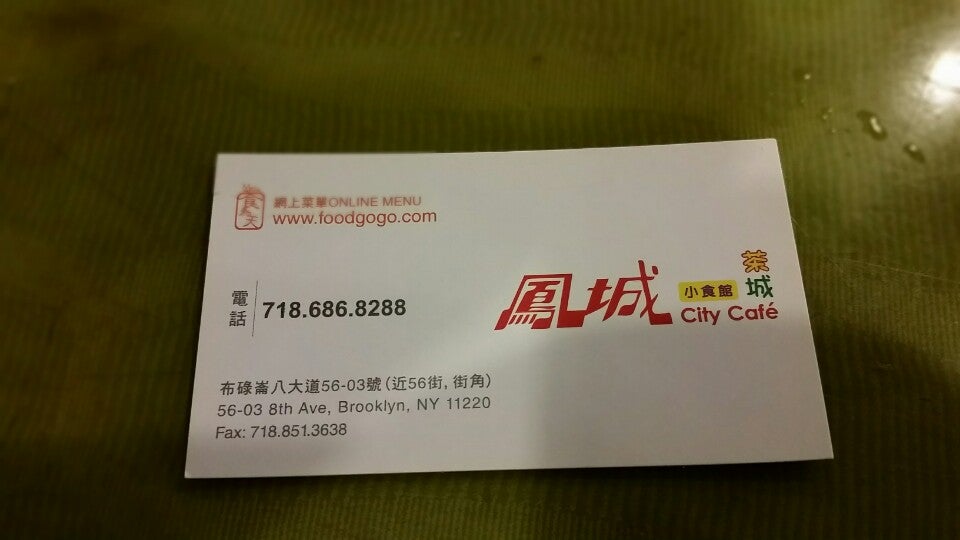 網上菜單ONLINE MENU
www.foodgogo.com
電話
718.686.8288
鳳城
小食館
茶城
City Café
布碌崙八大道56-03號(近56街, 街角)
56-03 8th Ave, Brooklyn, NY 11220
Fax: 718.851.3638